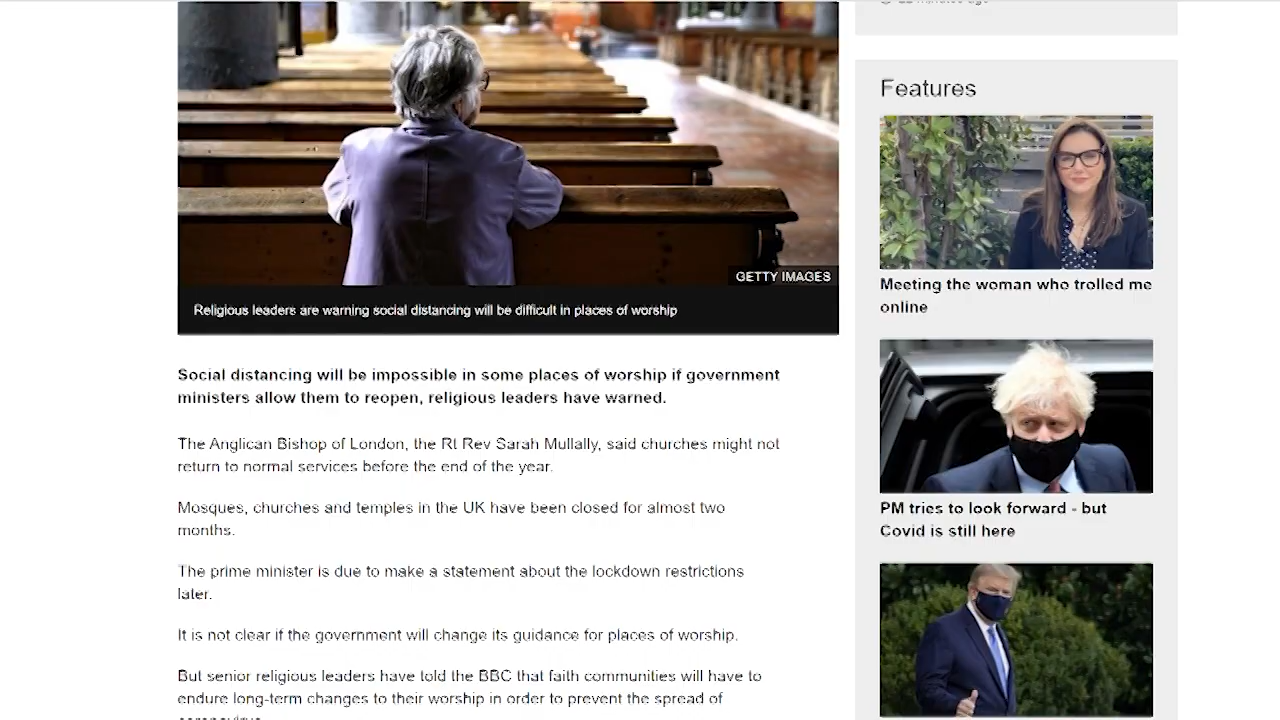 GETTY IMAGES
Religious leaders are warning social distancing will be difficult in places of worship
Social distancing will be impossible in some places of worship if government
ministers allow them to reopen, religious leaders have warned.
The Anglican Bishop of London, the Rt Rev Sarah Mullally, said churches might not
return to normal services before the end of the year.
Mosques, churches and temples in the UK have been closed for almost two
months.
The prime minister is due to make a statement about the lockdown restrictions
later.
It is not clear if the government will change its guidance for places of worship.
But senior religious leaders have told the BBC that faith communities will have to
endure long-term changes to their worship in order to prevent the spread of
Features
Meeting the woman who trolled me
online
PM tries to look forward - but
Covid is still here